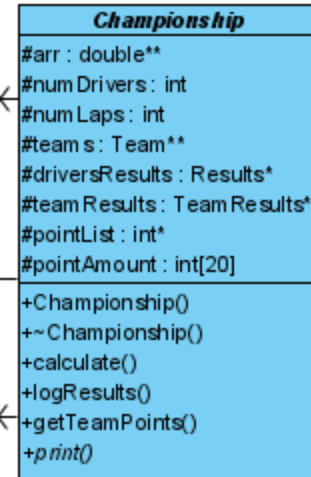 Championship
#arr : double**
#numDrivers : int
#numLaps : int
#teams : Team**
#driversResults : Results*
#teamResults : TeamResults*
#pointList : int*
#pointAmount : int[20]
+Championship()
+~Championship()
+calculate()
+logResults()
+getTeamPoints()
+print()